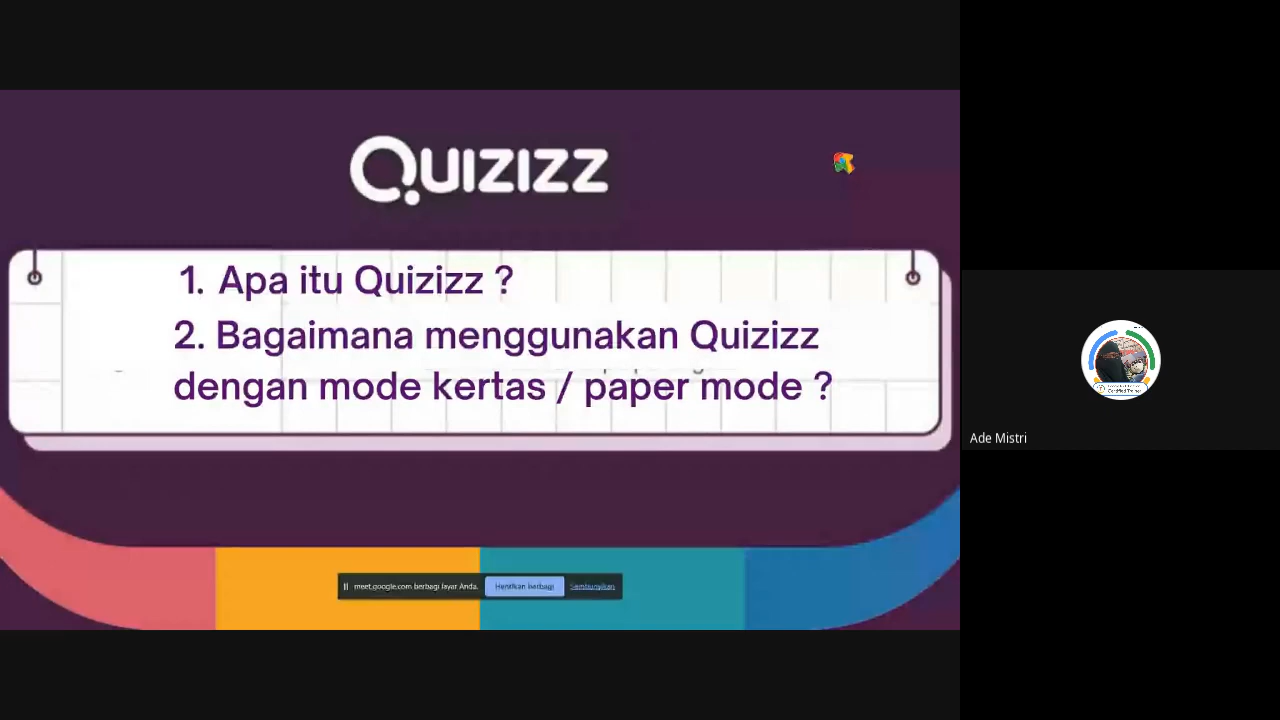 QUIZIZZ
1. Apa itu Quizizz ?
2. Bagaimana menggunakan Quizizz
dengan mode kertas / paper mode ?
meet.google.com berbagi layar Anda. Hentikan berbagi Sembunyikan
Ade Mistri